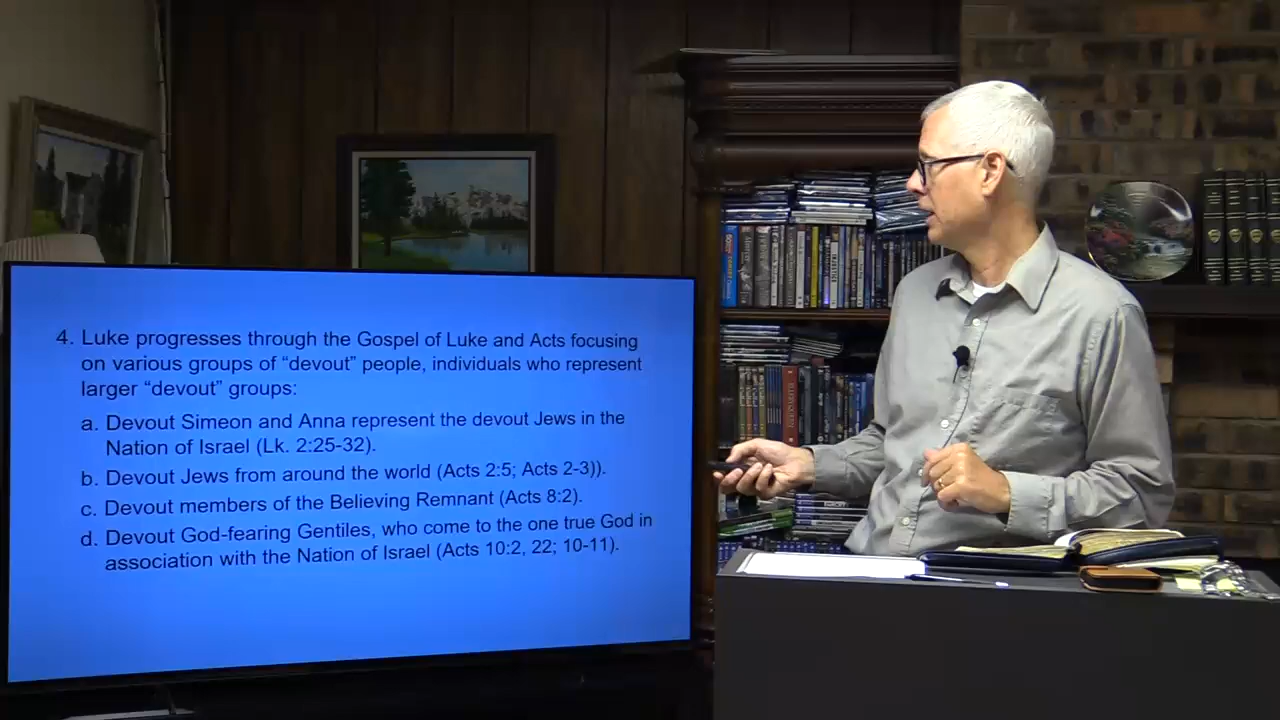 4. Luke progresses through the Gospel of Luke and Acts focusing
on various groups of “devout” people, individuals who represent
larger “devout” groups:
a. Devout Simeon and Anna represent the devout Jews in the
Nation of Israel (Lk. 2:25-32).
b. Devout Jews from around the world (Acts 2:5; Acts 2-3)).
c. Devout members of the Believing Remnant (Acts 8:2).
d. Devout God-fearing Gentiles, who come to the one true God in
association with the Nation of Israel (Acts 10:2, 22; 10-11).